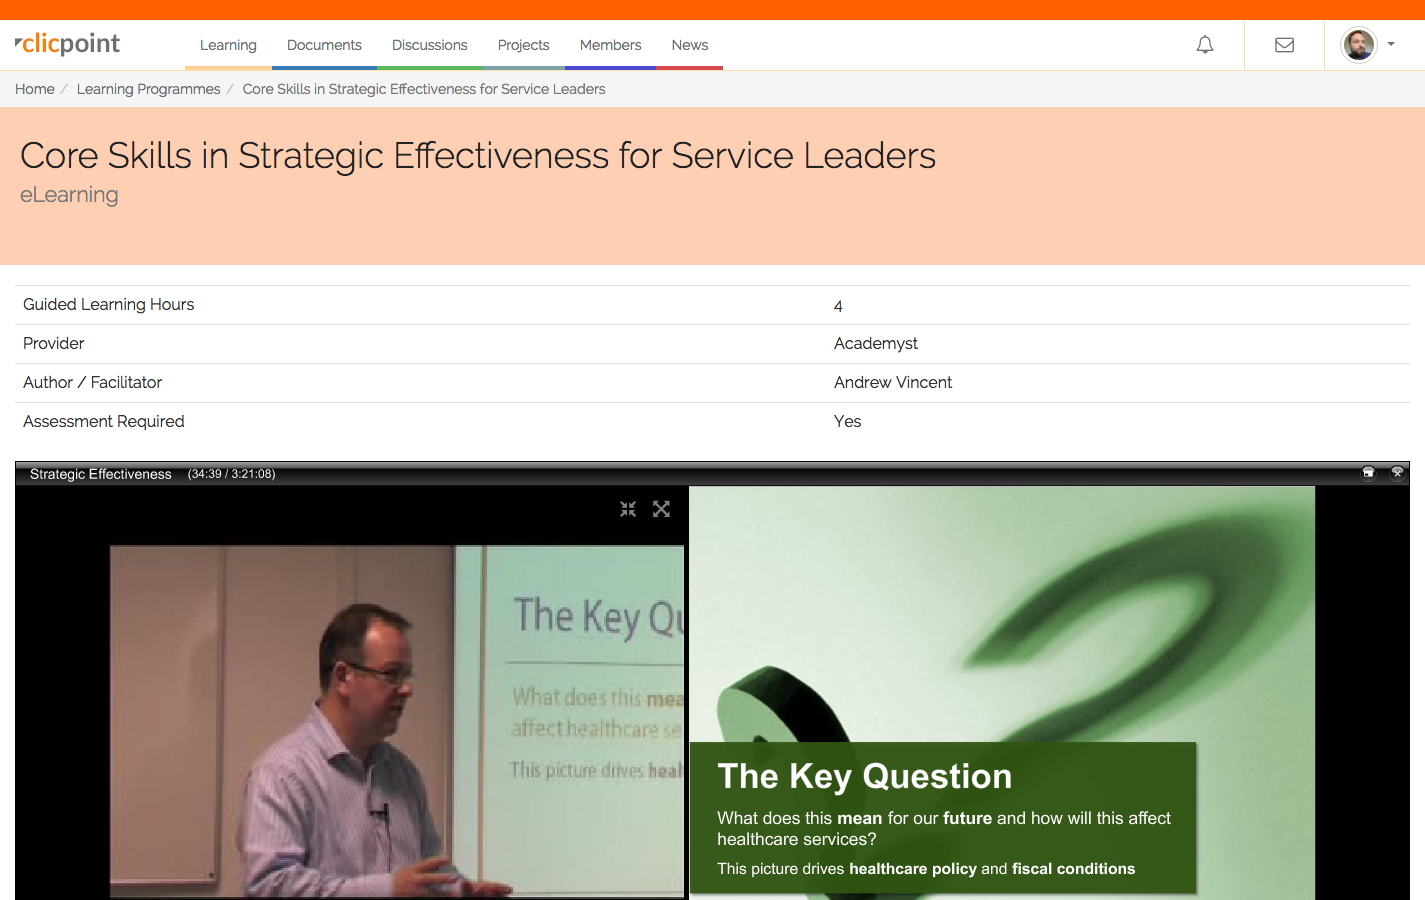 clicpoint
Learning
Documents
Discussions
Projects
Members
News
Home / Learning Programmes / Core Skills in Strategic Effectiveness for Service Leaders
Core Skills in Strategic Effectiveness for Service Leaders
eLearning
Guided Learning Hours 4
Provider Academyst
Author / Facilitator Andrew Vincent
Assessment Required Yes
Strategic Effectiveness (34:39 / 3:21:08)
The Key Qu
What does this mea
affect healthcare se
This picture drives heal
The Key Question
What does this mean for our future and how will this affect
healthcare services?
This picture drives healthcare policy and fiscal conditions